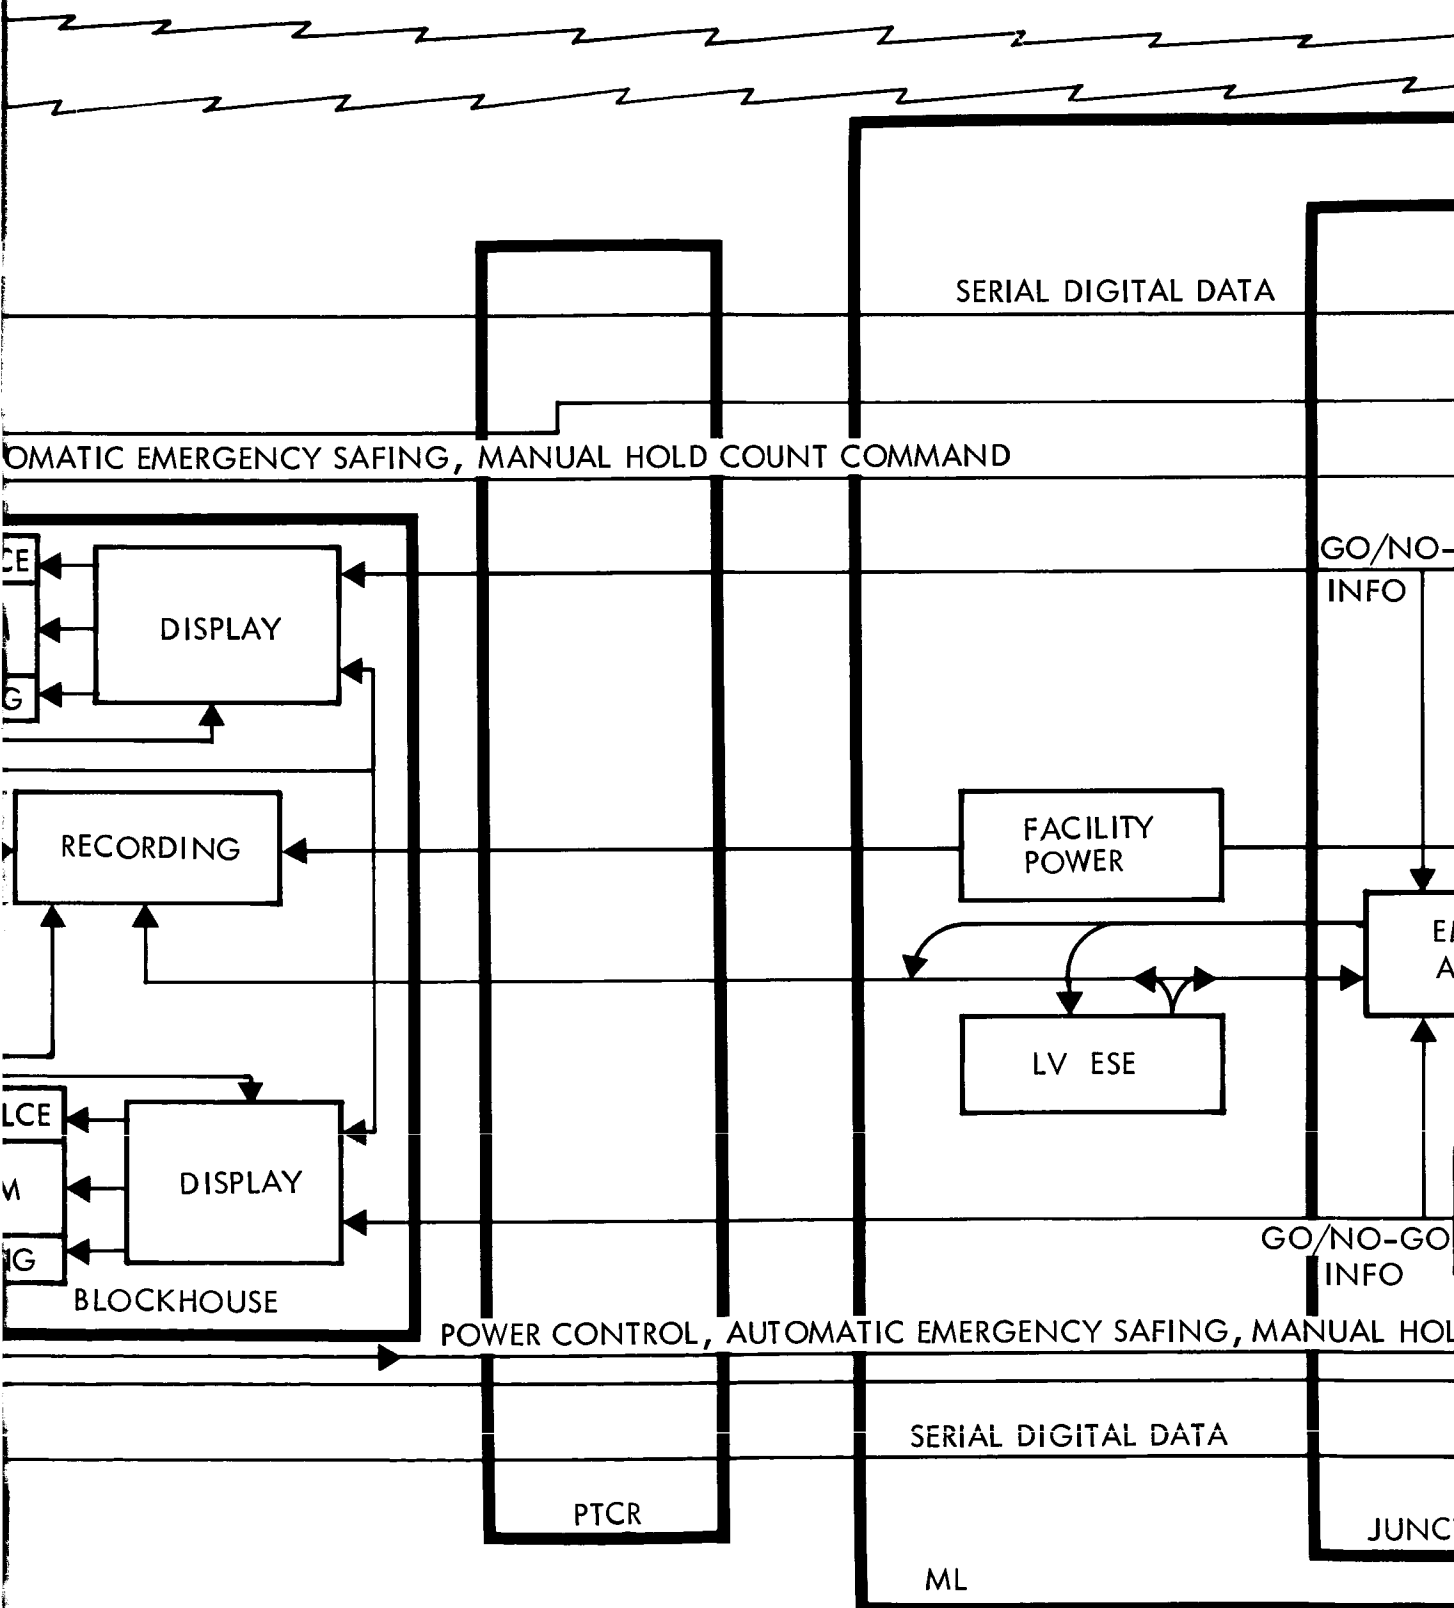 SERIAL DIGITAL DATA
OMATIC EMERGENCY SAFING, MANUAL HOLD COUNT COMMAND
GO/NO-
INFO
CE
DISPLAY
G
RECORDING
FACILITY
POWER
LV ESE
LCE
M
DISPLAY
NG
GO/NO-GO
INFO
BLOCKHOUSE
POWER CONTROL, AUTOMATIC EMERGENCY SAFING, MANUAL HOL
SERIAL DIGITAL DATA
PTCR
JUNC
ML